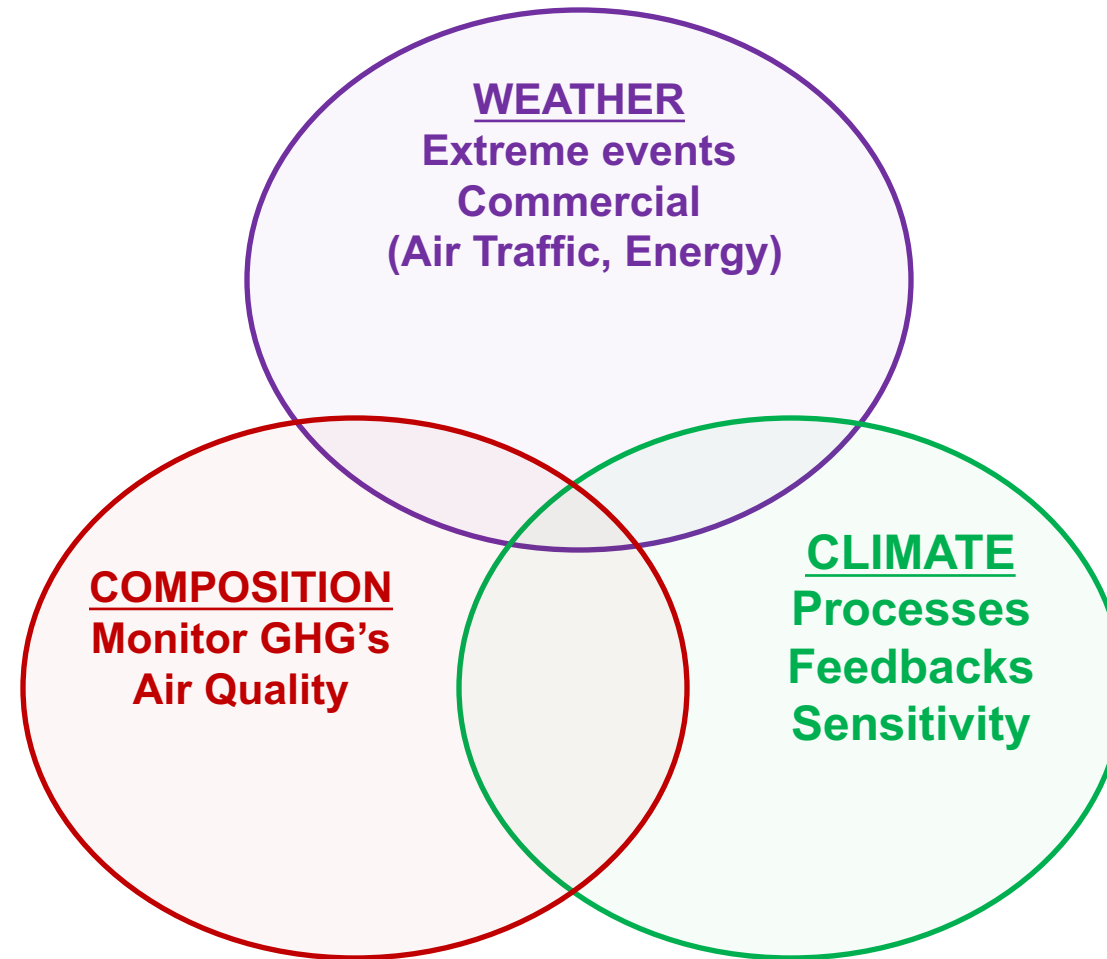 WEATHER
Extreme events
Commercial
(Air Traffic, Energy)
COMPOSITION
Monitor GHG’s
Air Quality
CLIMATE
Processes
Feedbacks
Sensitivity